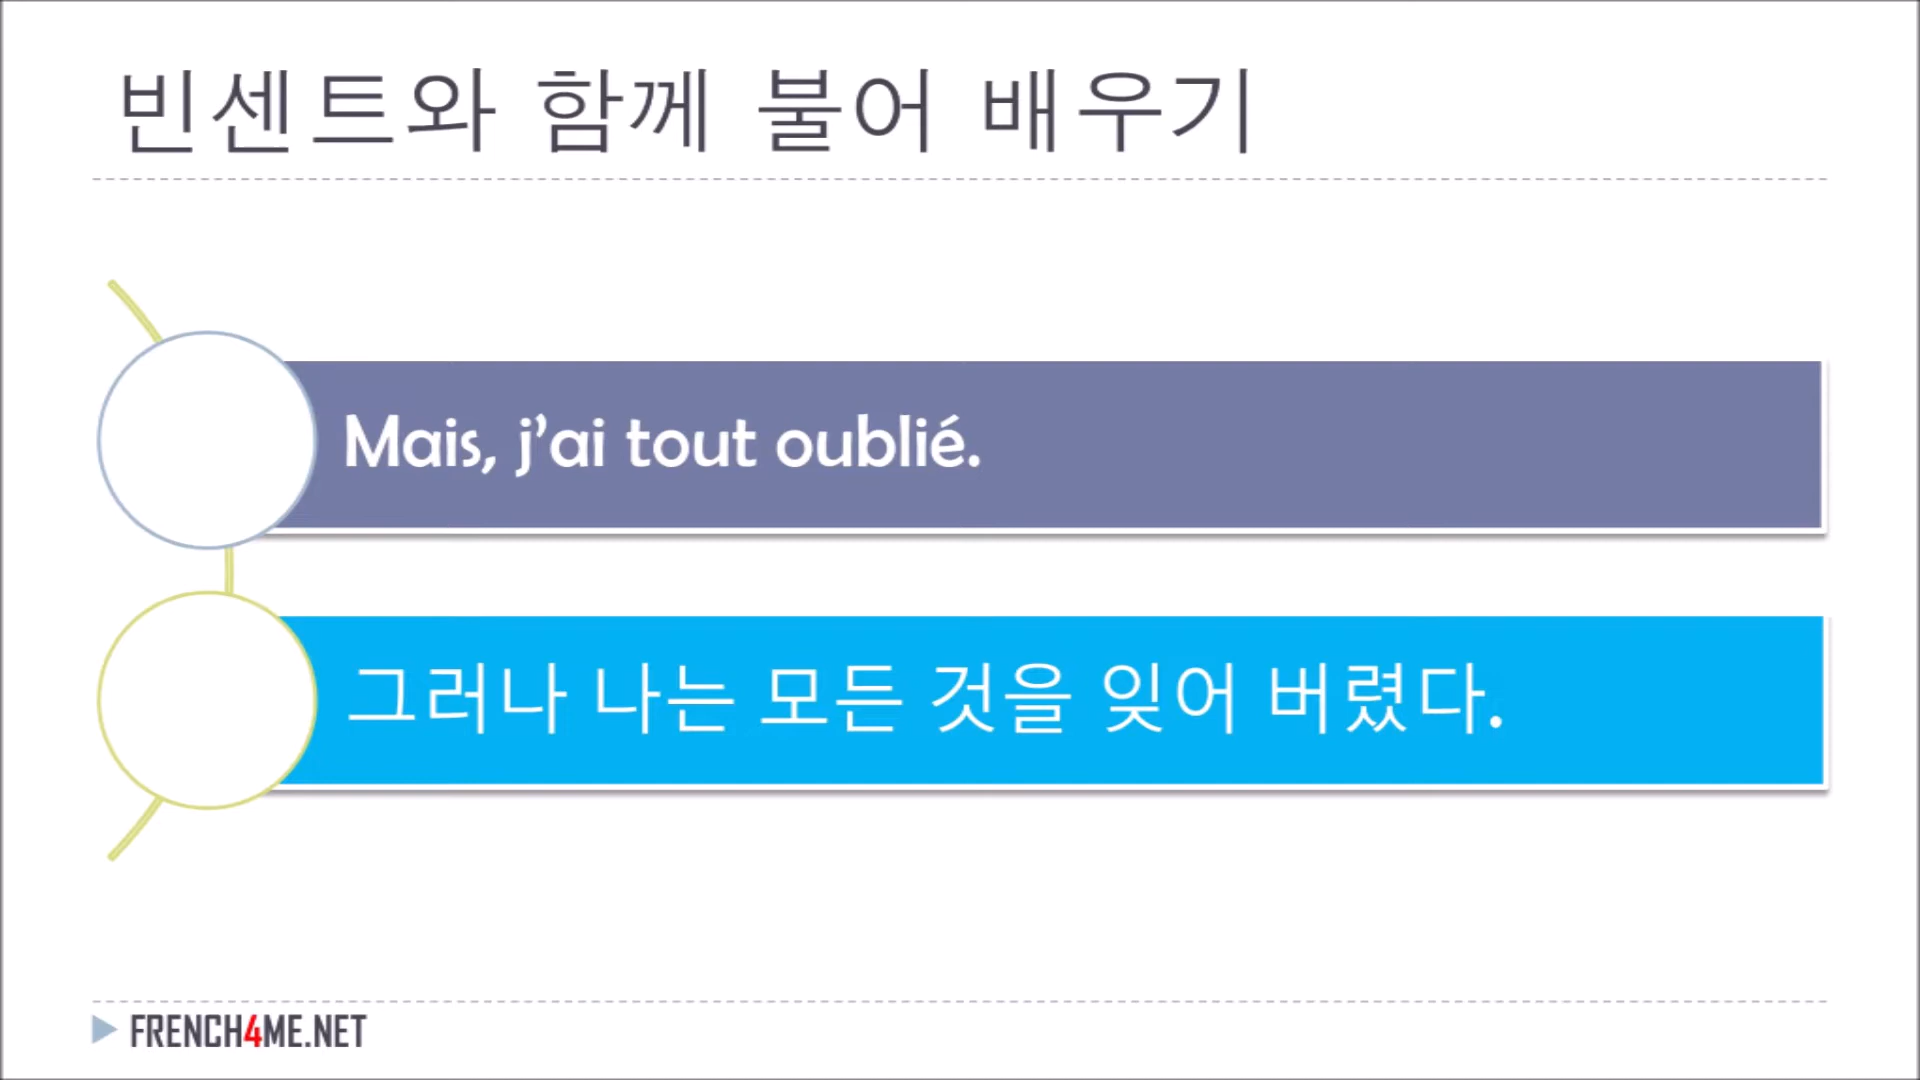 빈센트와 함께 불어 배우기
Mais, j’ai tout oublié.
그러나 나는 모든 것을 잊어 버렸다.
FRENCH4ME.NET